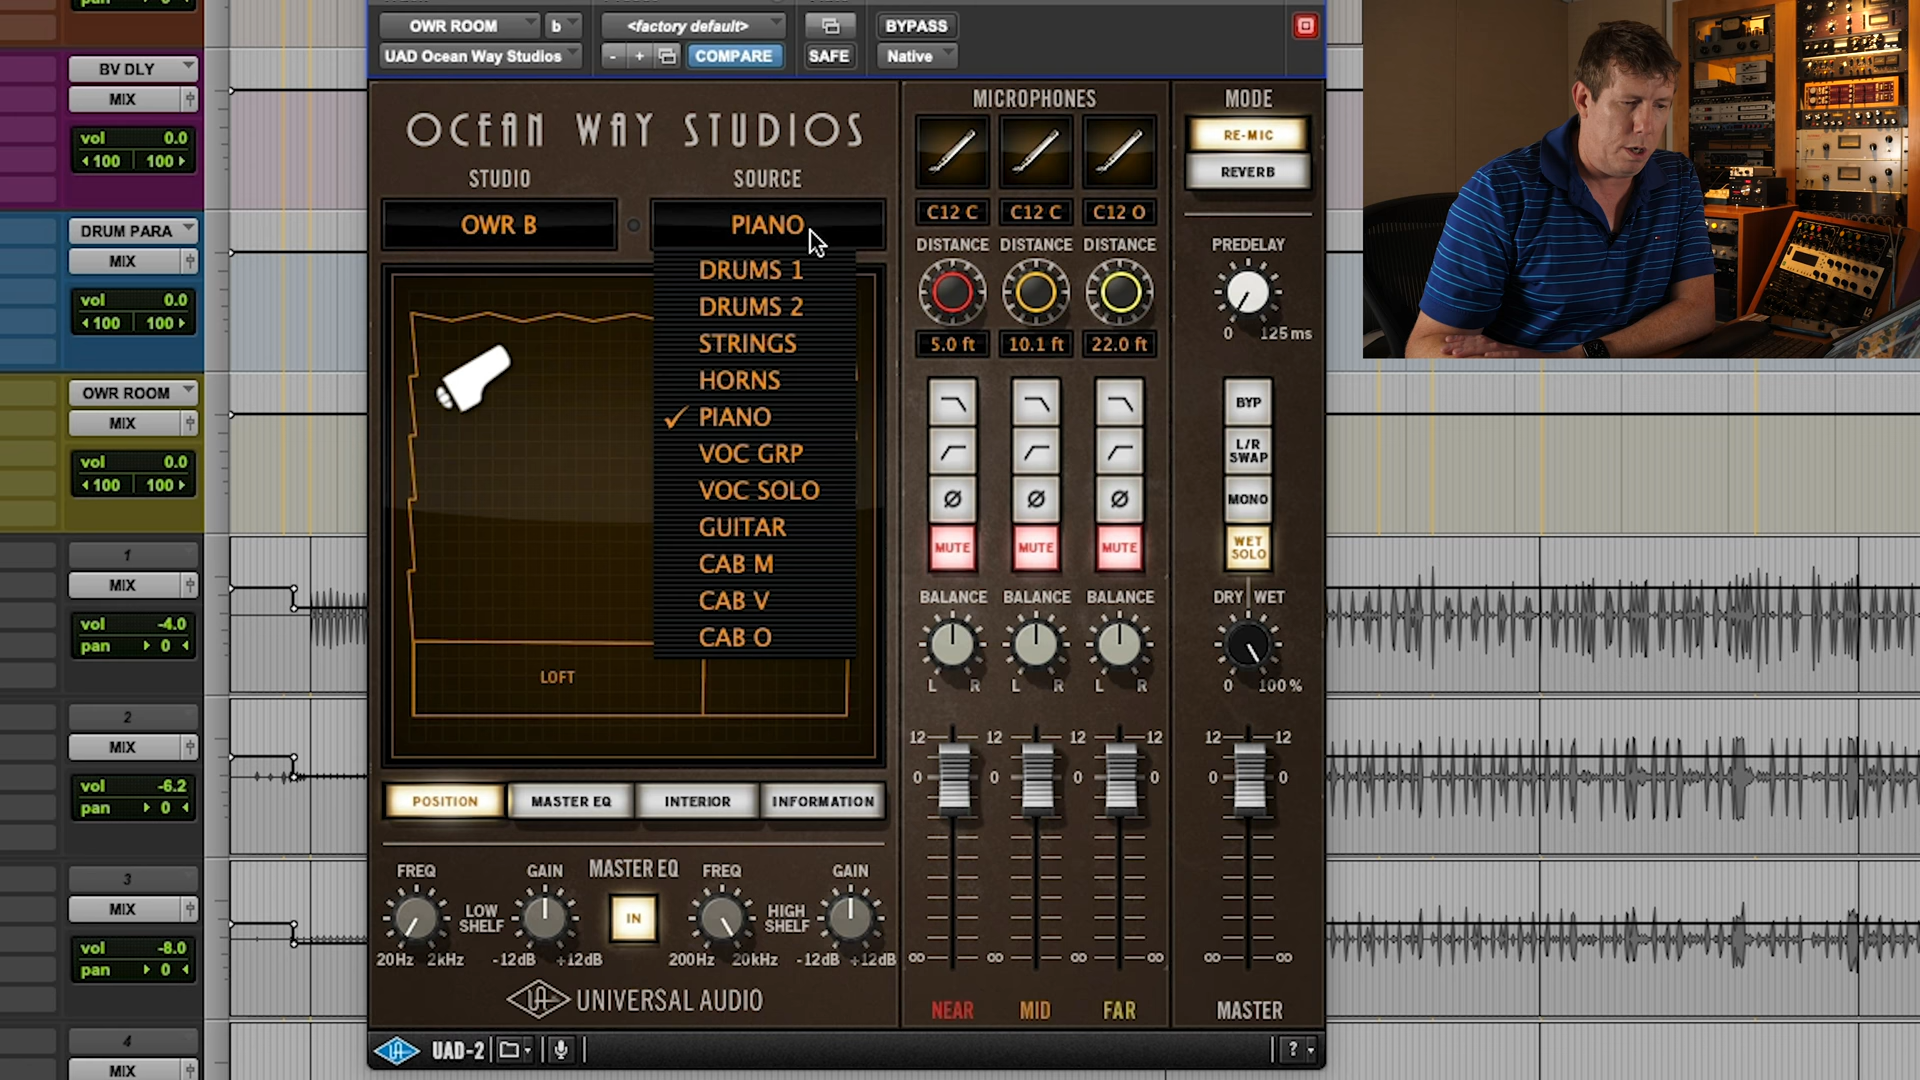 OWR ROOM
b
<factory default>
BYPASS
UAD Ocean Way Studios
-
+
COMPARE
SAFE
Native
BV DLY
MIX
vol 0.0
100 100
DRUM PARA
MIX
vol 0.0
100 100
OWR ROOM
MIX
vol 0.0
100 100
1
MIX
vol -4.0
pan 0
2
MIX
vol -6.2
pan 0
3
MIX
vol -8.0
pan 0
4
MIX
OCEAN WAY STUDIOS
STUDIO SOURCE
OWR B
PIANO
DRUMS 1
DRUMS 2
STRINGS
HORNS
✓ PIANO
VOC GRP
VOC SOLO
GUITAR
CAB M
CAB V
CAB O
LOFT
POSITION
MASTER EQ
INTERIOR
INFORMATION
FREQ
GAIN
MASTER EQ
FREQ
GAIN
LOW SHELF
IN
HIGH SHELF
20Hz 2kHz
-12dB +12dB
200Hz 20kHz
-12dB +12dB
UA UNIVERSAL AUDIO
MICROPHONES
C12 C
C12 C
C12 O
DISTANCE DISTANCE DISTANCE
5.0 ft
10.1 ft
22.0 ft
Ø
Ø
Ø
MUTE
MUTE
MUTE
BALANCE BALANCE BALANCE
L R
L R
L R
12 12 12 12
0 0 0 0
∞ ∞ ∞ ∞
NEAR
MID
FAR
MODE
RE-MIC
REVERB
PREDELAY
0 125 ms
BYP
L/R
SWAP
MONO
WET
SOLO
DRY WET
0 100 %
12 12
0 0
∞ ∞
MASTER
UA UAD-2
?